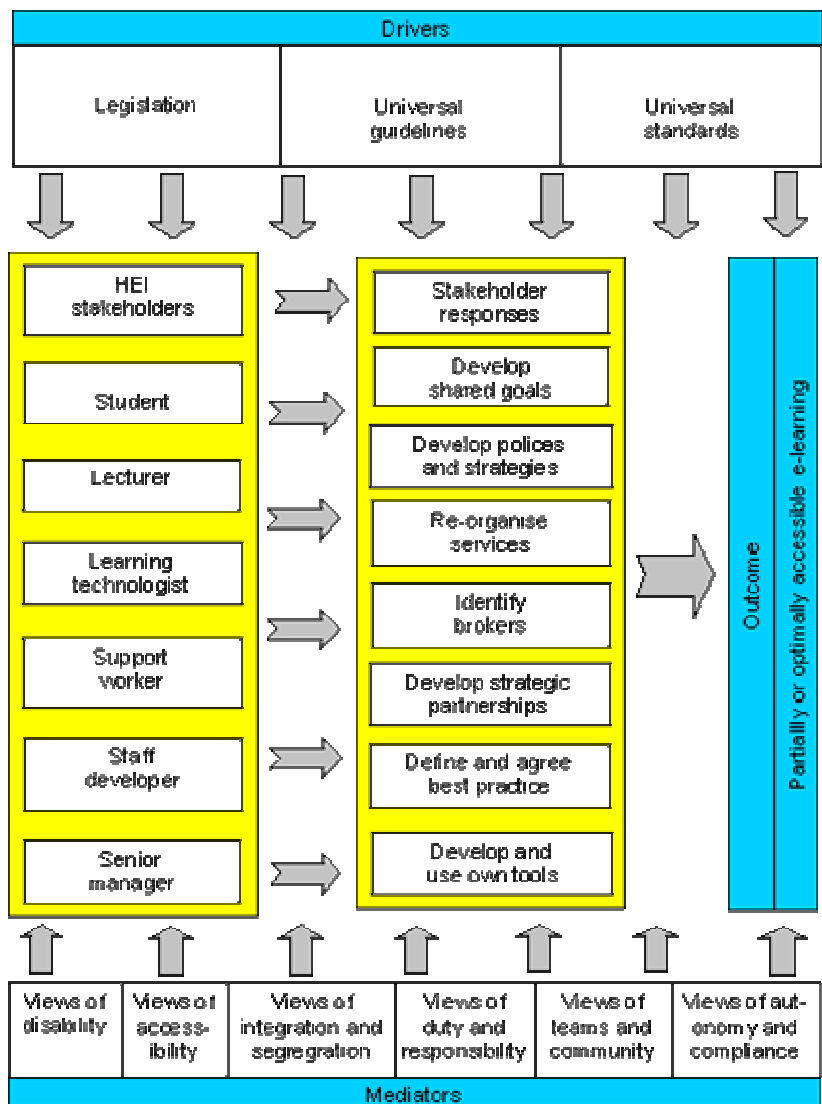 Drivers
Legislation
Universal
guidelines
Universal
standards
HEI
stakeholders
Student
Lecturer
Learning
technologist
Support
worker
Staff
developer
Senior
manager
Stakeholder
responses
Develop
shared goals
Develop polices
and strategies
Re-organise
services
Identify
brokers
Develop strategic
partnerships
Define and agree
best practice
Develop and
use own tools
Outcome
Partially or optimally accessible e-learning
Views of
disability
Views of
access-
ibility
Views of
integration and
segregration
Views of
duty and
responsibility
Views of
teams and
community
Views of aut-
onomy and
compliance
Mediators